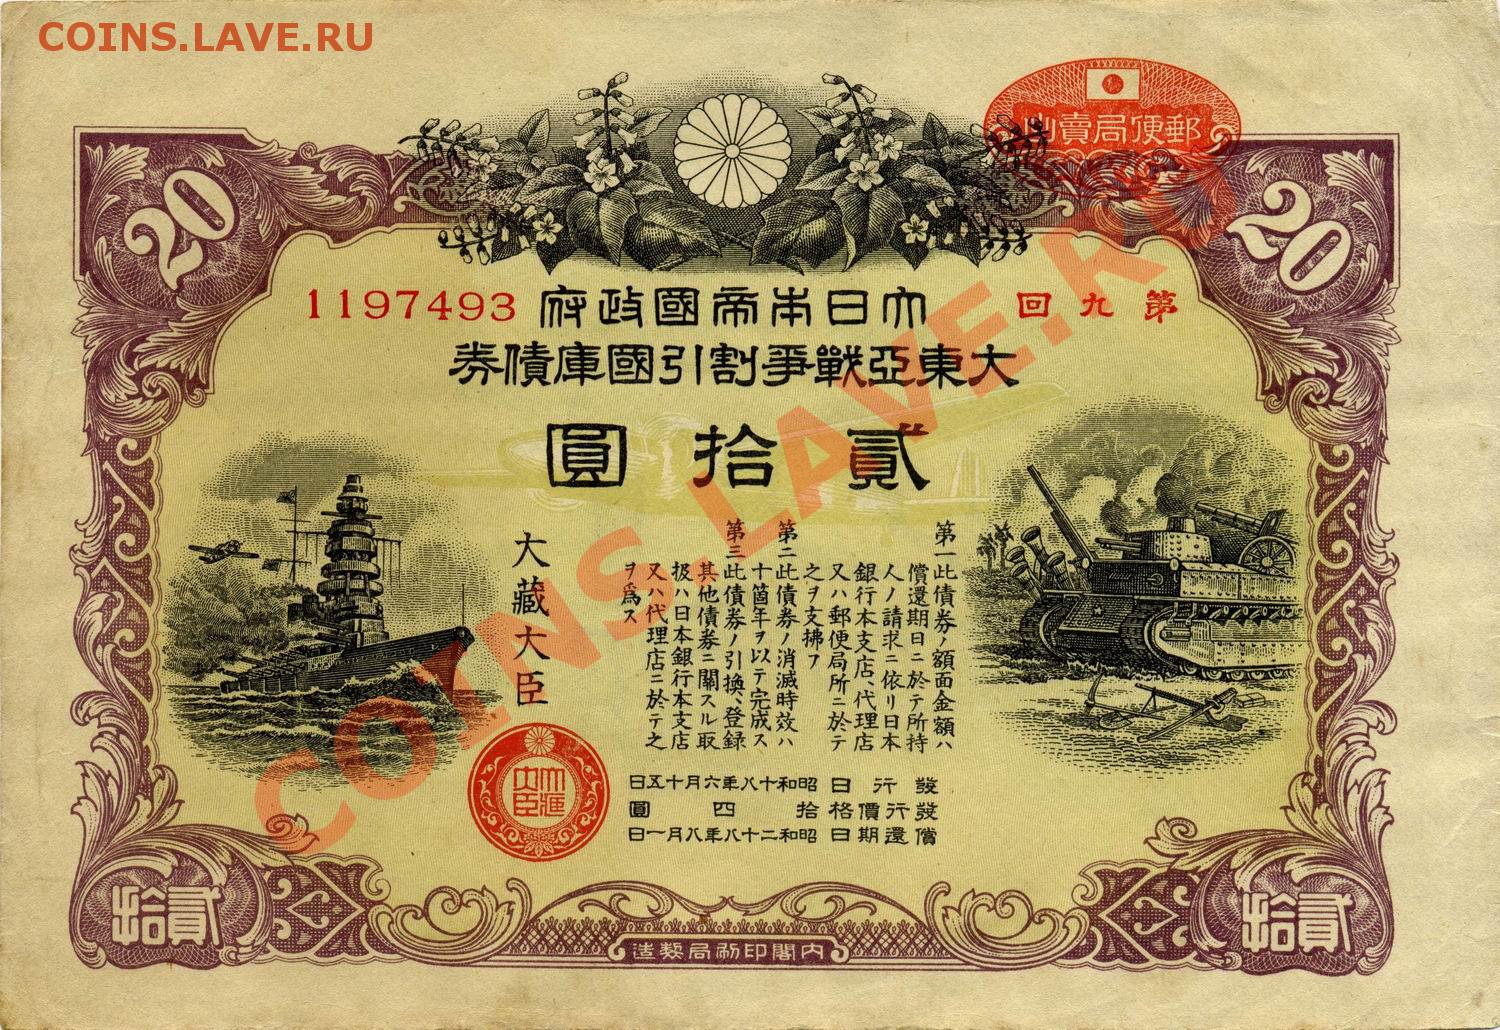 COINS.LAVE.RU
郵便局賣出
20
20
第九回
大日本帝國政府
1197493
大東亞戰爭割引國庫債券
貳拾圓
第一此債券ノ額面金額ハ
償還期日ニ於テ所持
人ノ請求ニ依リ日本
銀行本支店、代理店
又ハ郵便局所ニ於テ
之ヲ支拂フ
第二此債券ノ消滅時效ハ
十箇年ヲ以テ完成ス
第三此債券ノ引換、登錄
其他債券ニ關スル取
扱ハ日本銀行本支店
又ハ代理店ニ於テ之
ヲ爲ス
發行日 昭和十八年六月十五日
發行價格 拾四圓
償還期日 昭和二十八年八月一日
大藏大臣
大藏
大臣
貳拾
貳拾
內閣印刷局製造
COINS.LAVE.RU